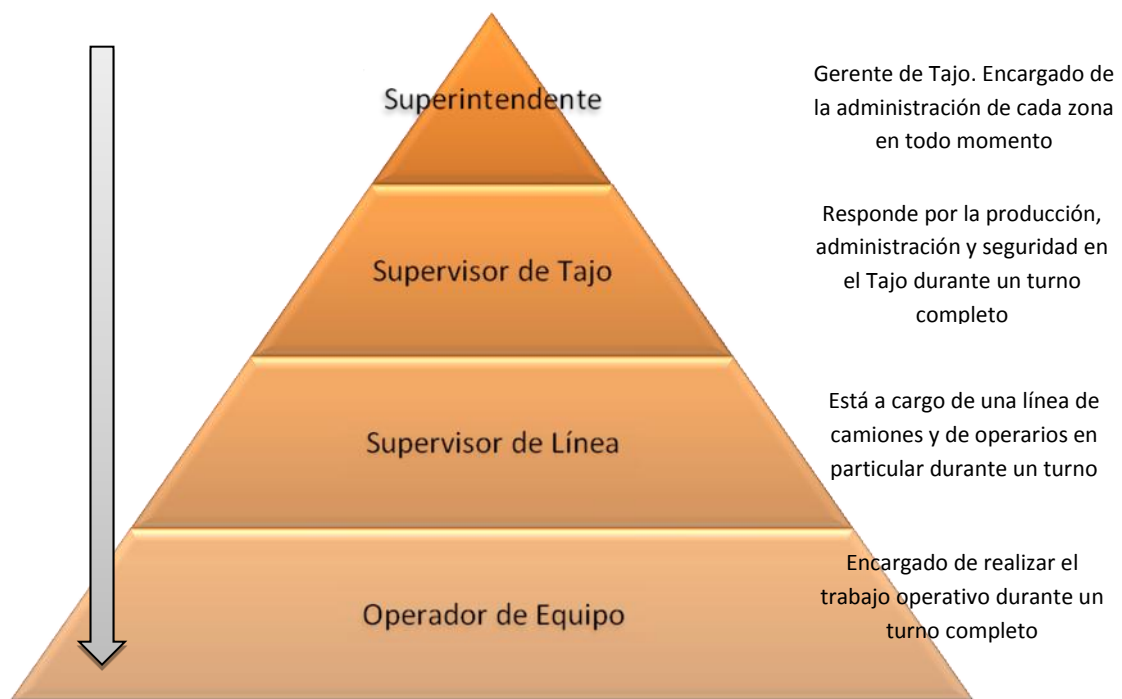 Superintendente
Gerente de Tajo. Encargado de
la administración de cada zona
en todo momento
Supervisor de Tajo
Responde por la producción,
administración y seguridad en
el Tajo durante un turno
completo
Supervisor de Línea
Está a cargo de una línea de
camiones y de operarios en
particular durante un turno
Operador de Equipo
Encargado de realizar el
trabajo operativo durante un
turno completo